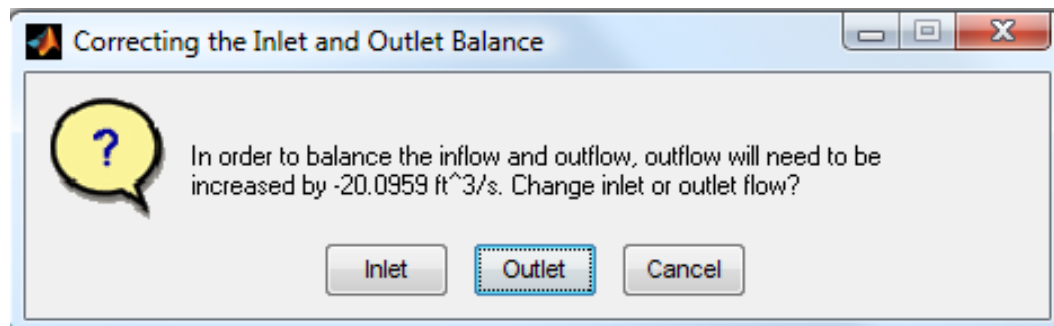 Correcting the Inlet and Outlet Balance
?
In order to balance the inflow and outflow, outflow will need to be
increased by -20.0959 ft^3/s. Change inlet or outlet flow?
Inlet Outlet Cancel